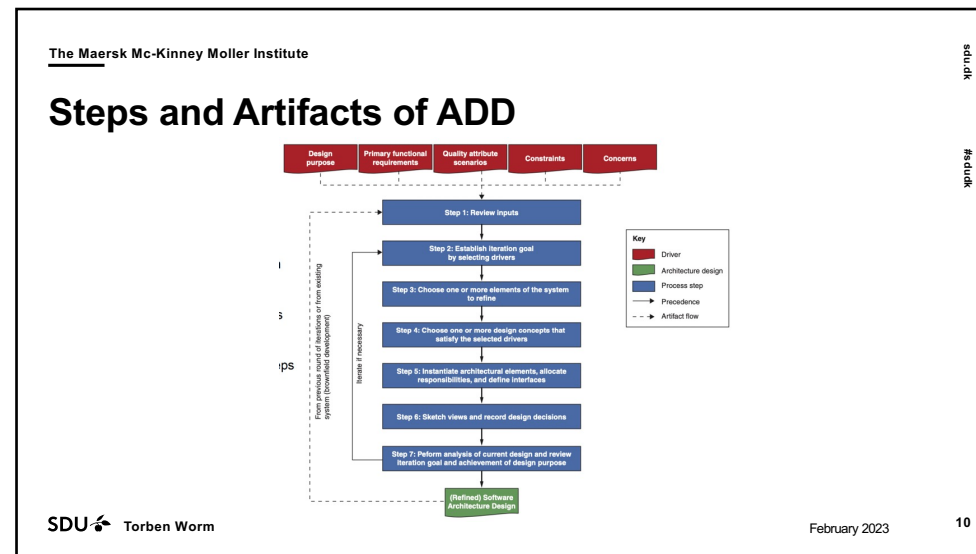 The Maersk Mc-Kinney Moller Institute
sdu.dk
#sdudk
Steps and Artifacts of ADD
Design
purpose
Primary functional
requirements
Quality attribute
scenarios
Constraints
Concerns
Step 1: Review inputs
Step 2: Establish iteration goal
by selecting drivers
Step 3: Choose one or more elements of the system
to refine
Step 4: Choose one or more design concepts that
satisfy the selected drivers
Step 5: Instantiate architectural elements, allocate
responsibilities, and define interfaces
Step 6: Sketch views and record design decisions
Step 7: Peform analysis of current design and review
iteration goal and achievement of design purpose
(Refined) Software
Architecture Design
From previous round of iterations or from existing
system (brownfield development)
Iterate if necessary
Key
Driver
Architecture design
Process step
Precedence
Artifact flow
SDU
Torben Worm
February 2023
10